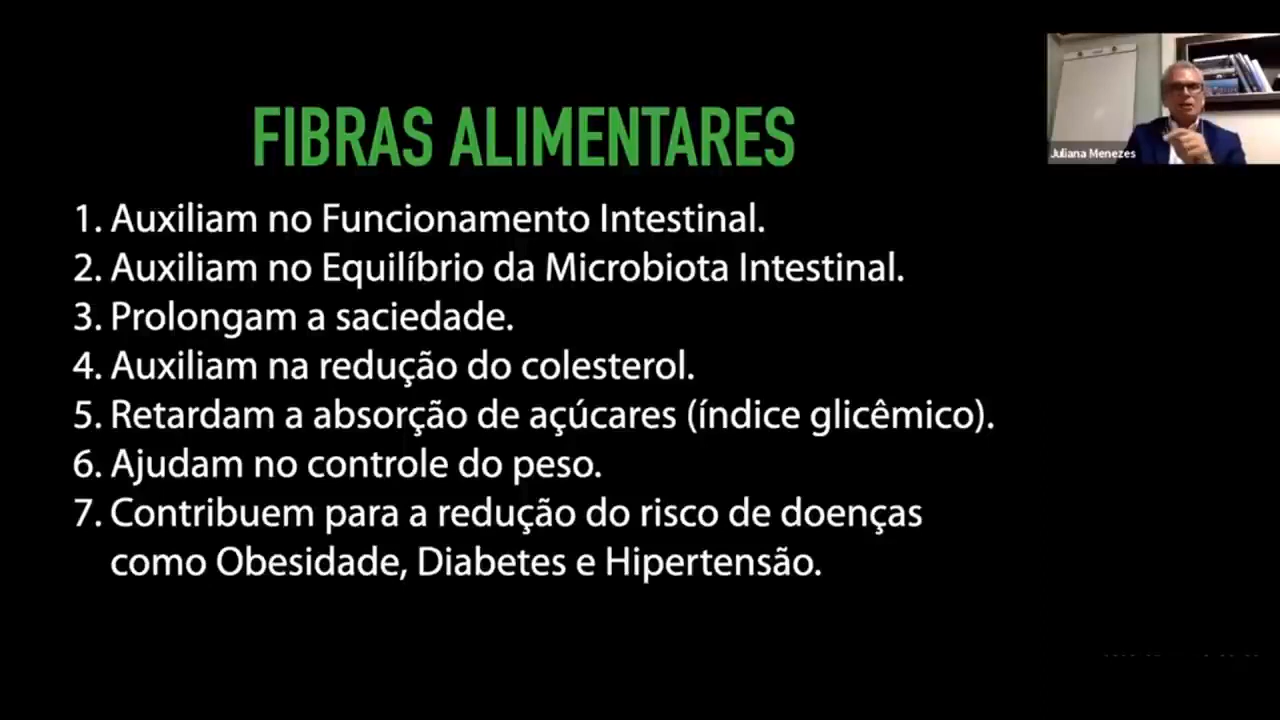 FIBRAS ALIMENTARES
1. Auxiliam no Funcionamento Intestinal.
2. Auxiliam no Equilíbrio da Microbiota Intestinal.
3. Prolongam a saciedade.
4. Auxiliam na redução do colesterol.
5. Retardam a absorção de açúcares (índice glicêmico).
6. Ajudam no controle do peso.
7. Contribuem para a redução do risco de doenças
como Obesidade, Diabetes e Hipertensão.
Juliana Menezes